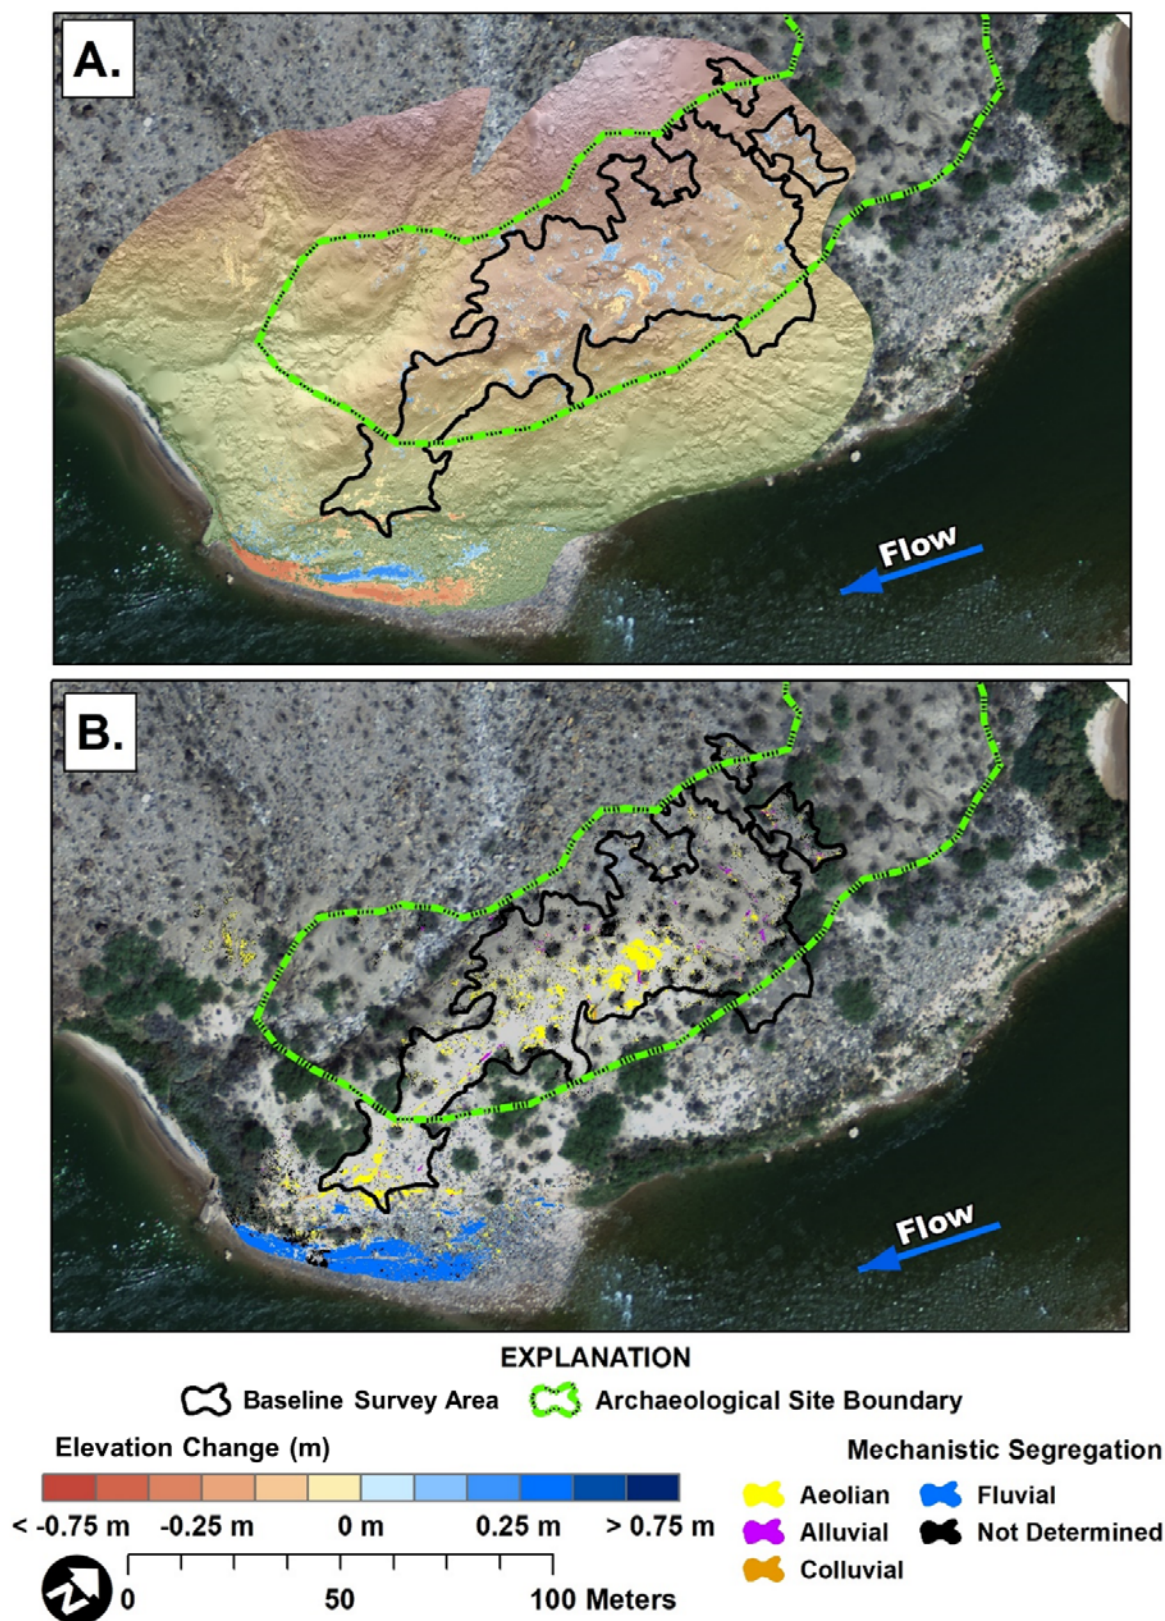 A.
Flow
B.
Flow
EXPLANATION
Baseline Survey Area Archaeological Site Boundary
Elevation Change (m)
< -0.75 m -0.25 m 0 m 0.25 m > 0.75 m
N
0 50 100 Meters
Mechanistic Segregation
Aeolian Fluvial
Alluvial Not Determined
Colluvial